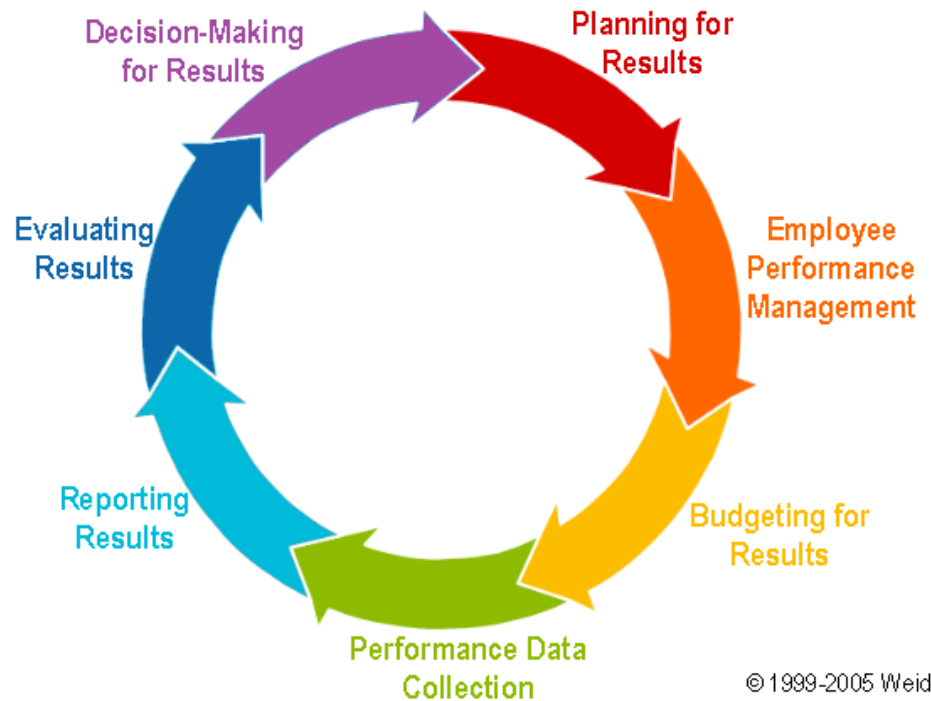 Decision-Making
for Results
Planning for
Results
Employee
Performance
Management
Budgeting for
Results
Performance Data
Collection
Reporting
Results
Evaluating
Results
© 1999-2005 Weid